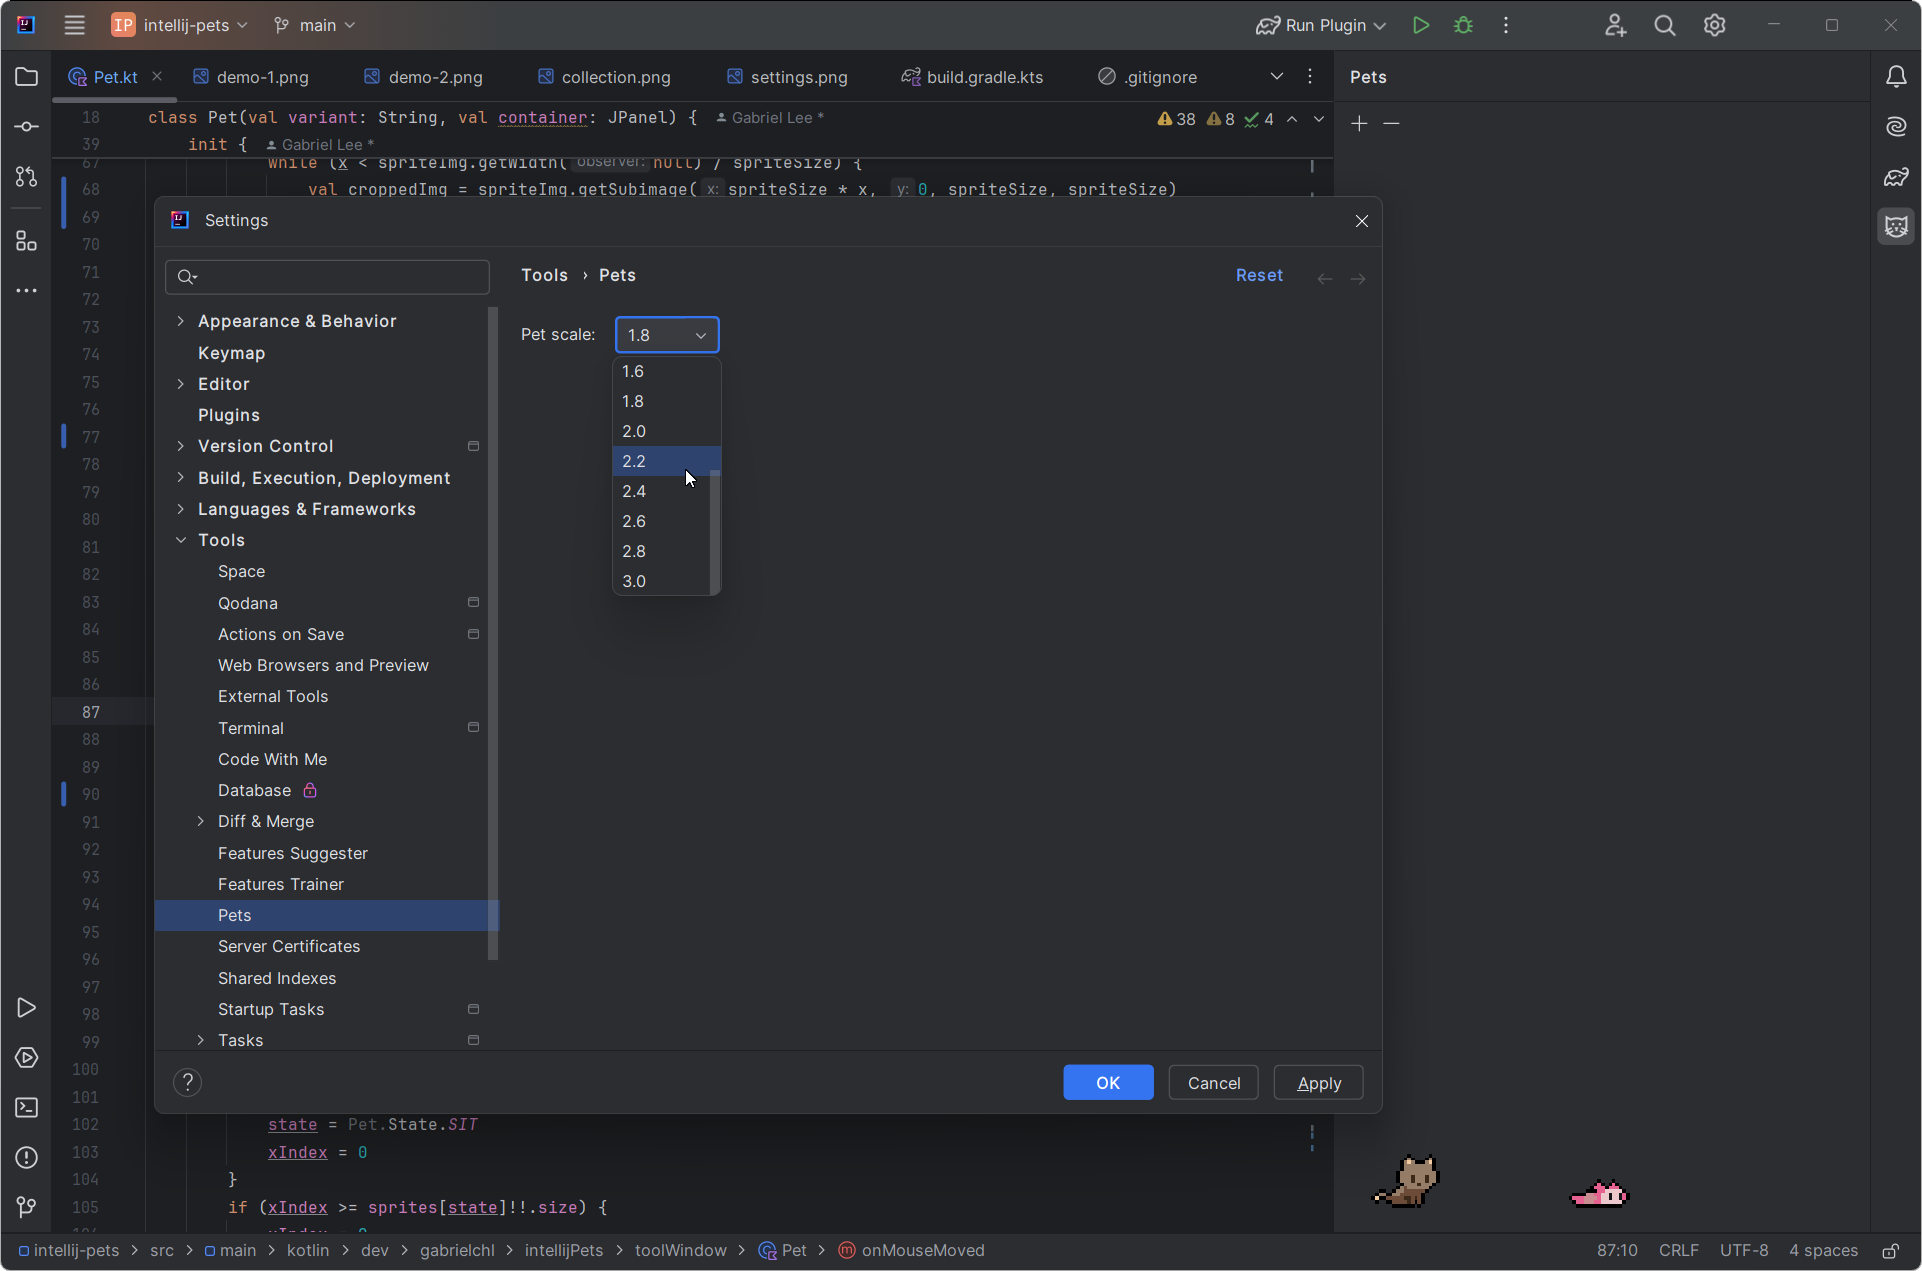 IP intellij-pets main Run Plugin
Pet.kt demo-1.png demo-2.png collection.png settings.png build.gradle.kts .gitignore Pets
18 class Pet(val variant: String, val container: JPanel) { Gabriel Lee * 38 8 4
39 init { Gabriel Lee *
67 while (x < spriteImg.getWidth( observer: null) / spriteSize) {
68 val croppedImg = spriteImg.getSubimage( x: spriteSize * x, y: 0, spriteSize, spriteSize)
69
70
71
72
73
74
75
76
77
78
79
80
81
82
83
84
85
86
87
88
89
90
91
92
93
94
95
96
97
98
99
100
101
Settings
Tools › Pets Reset
Appearance & Behavior
Keymap
Editor
Plugins
Version Control
Build, Execution, Deployment
Languages & Frameworks
Tools
Space
Qodana
Actions on Save
Web Browsers and Preview
External Tools
Terminal
Code With Me
Database
Diff & Merge
Features Suggester
Features Trainer
Pets
Server Certificates
Shared Indexes
Startup Tasks
Tasks
Pet scale: 1.8
1.6
1.8
2.0
2.2
2.4
2.6
2.8
3.0
? OK Cancel Apply
102 state = Pet.State.SIT
103 xIndex = 0
104 }
105 if (xIndex >= sprites[state]!!.size) {
intellij-pets > src > main > kotlin > dev > gabrielchl > intellijPets > toolWindow > Pet > onMouseMoved 87:10 CRLF UTF-8 4 spaces